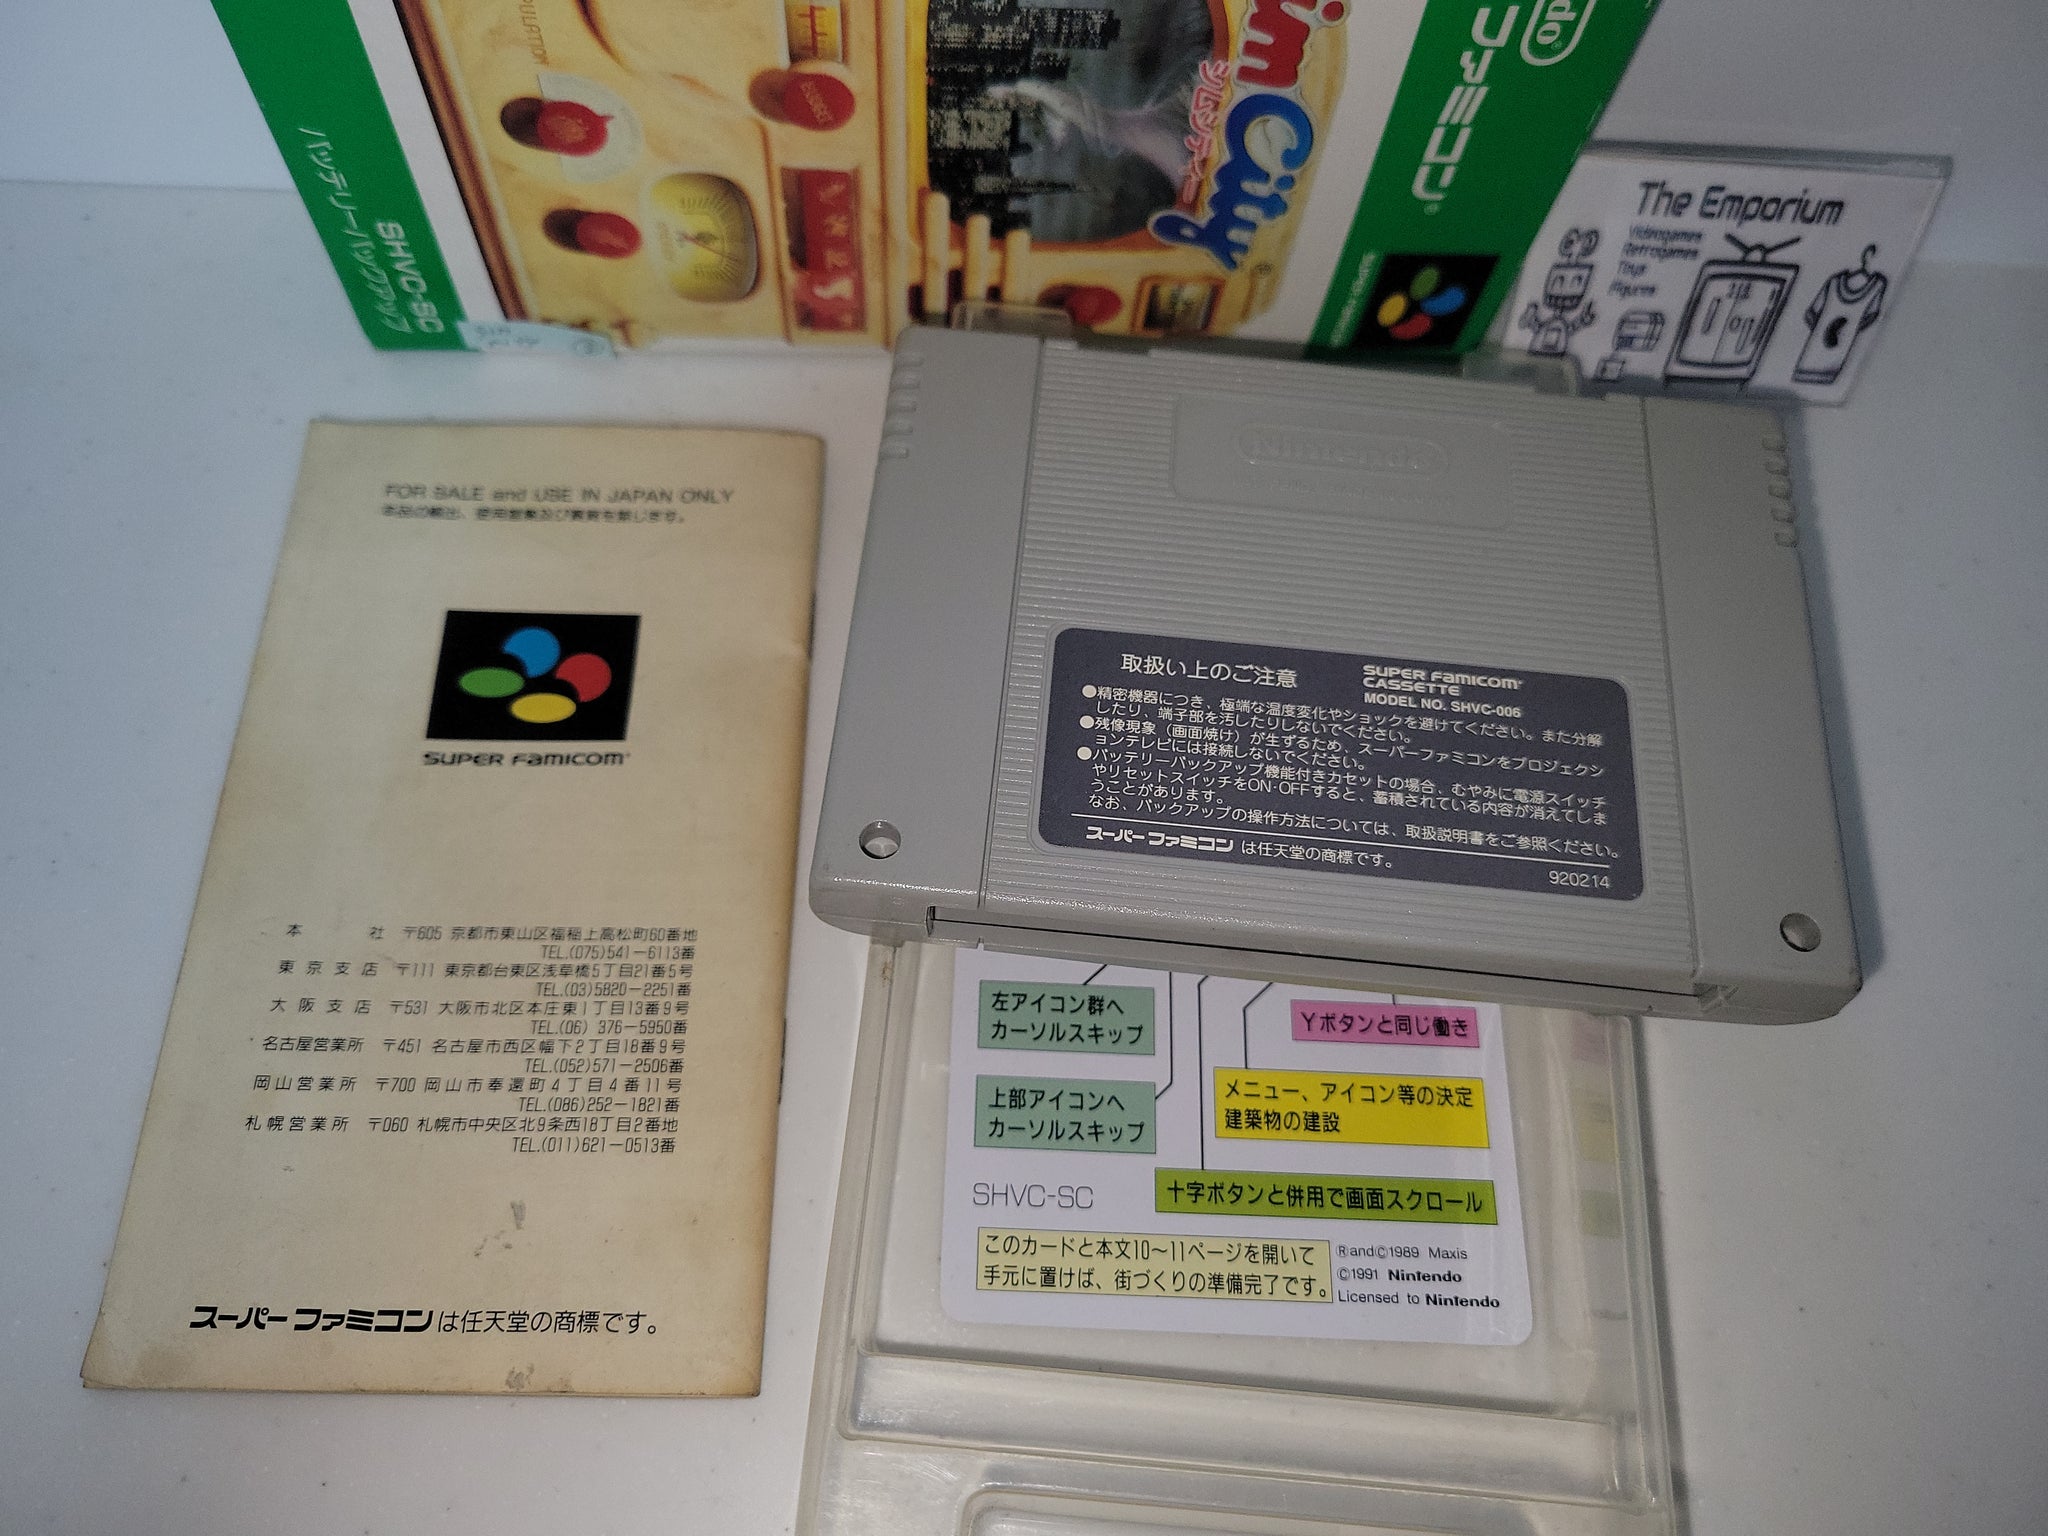 SHVC-SC
バッテリーバックアップ
im City
シムシティー
The Emporium
Videogames
Retrogames
Toys
Figures
FOR SALE and USE IN JAPAN ONLY
本品の輸出、使用営業及び賃貸を禁じます。
SUPER FAMICOM
本社 〒605 京都市東山区福稲上高松町60番地
TEL.(075)541-6113番
東京支店 〒111 東京都台東区浅草橋5丁目21番5号
TEL.(03)5820-2251番
大阪支店 〒531 大阪市北区本庄東1丁目13番9号
TEL.(06) 376-5950番
名古屋営業所 〒451 名古屋市西区幅下2丁目18番9号
TEL.(052)571-2506番
岡山営業所 〒700 岡山市奉還町4丁目4番11号
TEL.(086)252-1821番
札幌営業所 〒060 札幌市中央区北9条西18丁目2番地
TEL.(011)621-0513番
スーパーファミコンは任天堂の商標です。
Nintendo
取扱い上のご注意
SUPER FAMICOM
CASSETTE
MODEL NO. SHVC-006
●精密機器につき、極端な温度変化やショックを避けてください。また分解
したり、端子部を汚したりしないでください。
●残像現象（画面焼け）が生ずるため、スーパーファミコンをプロジェクシ
ョンテレビには接続しないでください。
●バッテリーバックアップ機能付きカセットの場合、むやみに電源スイッチ
やリセットスイッチをON・OFFすると、蓄積されている内容が消えてしま
うことがあります。
なお、バックアップの操作方法については、取扱説明書をご参照ください。
スーパーファミコンは任天堂の商標です。
920214
左アイコン群へ
カーソルスキップ
Yボタンと同じ働き
上部アイコンへ
カーソルスキップ
メニュー、アイコン等の決定
建築物の建設
SHVC-SC
十字ボタンと併用で画面スクロール
このカードと本文10～11ページを開いて
手元に置けば、街づくりの準備完了です。
®and©1989 Maxis
©1991 Nintendo
Licensed to Nintendo